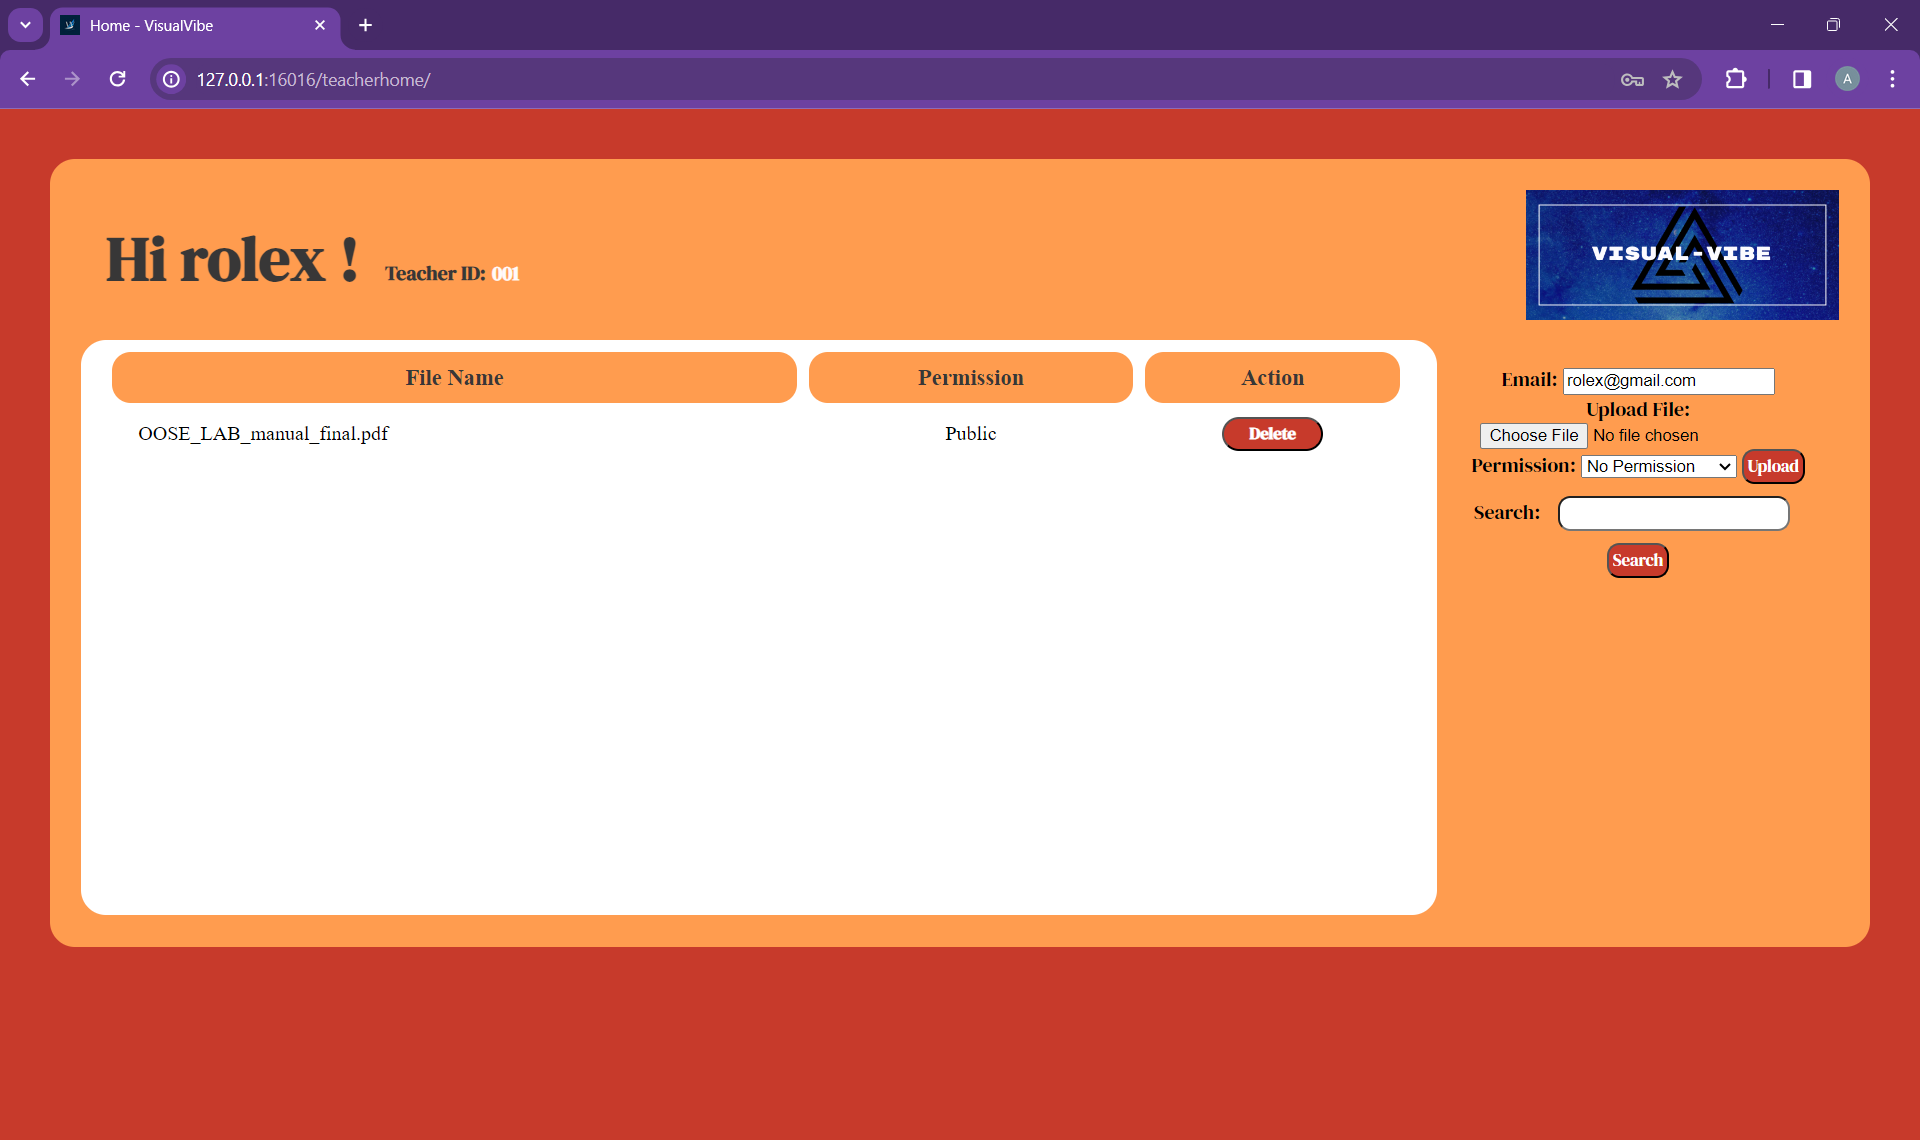 Home - VisualVibe
127.0.0.1:16016/teacherhome/
A
Hi rolex !
Teacher ID: 001
VISUAL-VIBE
File Name Permission Action
OOSE_LAB_manual_final.pdf Public Delete
Email: rolex@gmail.com
Upload File:
Choose File No file chosen
Permission: No Permission Upload
Search:
Search